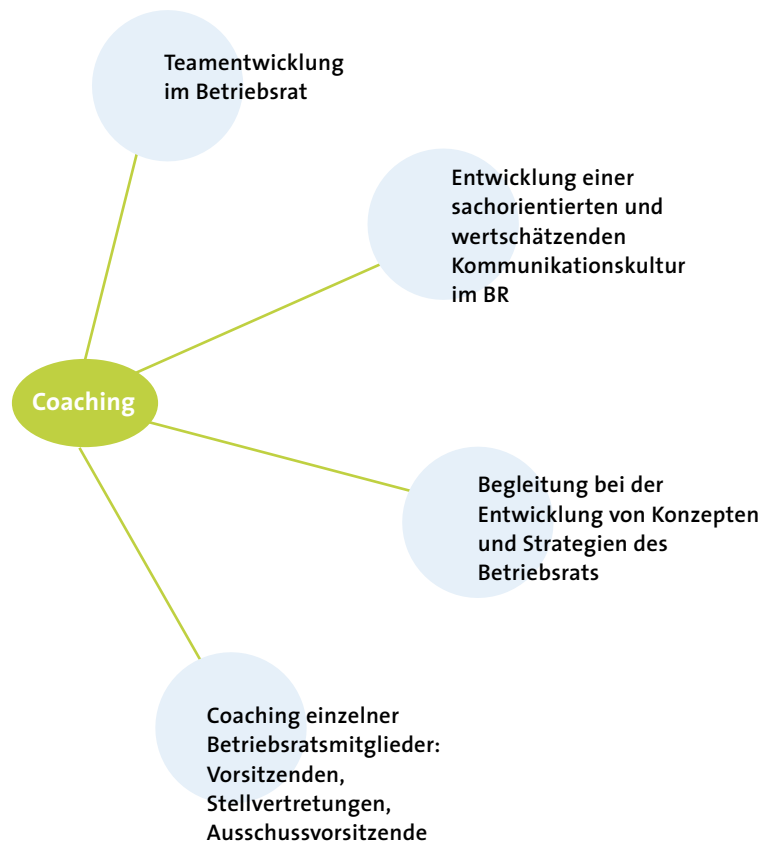 Teamentwicklung
im Betriebsrat
Entwicklung einer
sachorientierten und
wertschätzenden
Kommunikationskultur
im BR
Coaching
Begleitung bei der
Entwicklung von Konzepten
und Strategien des
Betriebsrats
Coaching einzelner
Betriebsratsmitglieder:
Vorsitzenden,
Stellvertretungen,
Ausschussvorsitzende